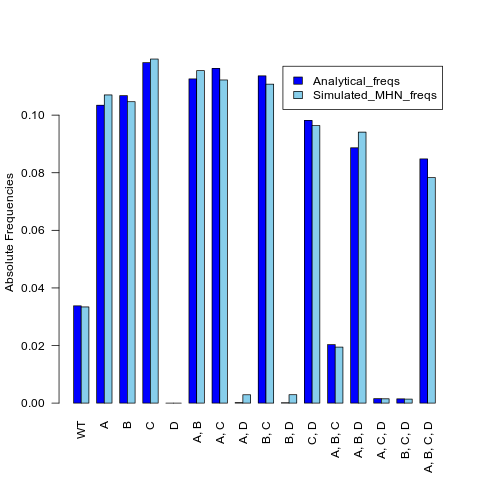 Analytical_freqs
Simulated_MHN_freqs
Absolute Frequencies
0.10
0.08
0.06
0.04
0.02
0.00
WT
A
B
C
D
A, B
A, C
A, D
B, C
B, D
C, D
A, B, C
A, B, D
A, C, D
B, C, D
A, B, C, D